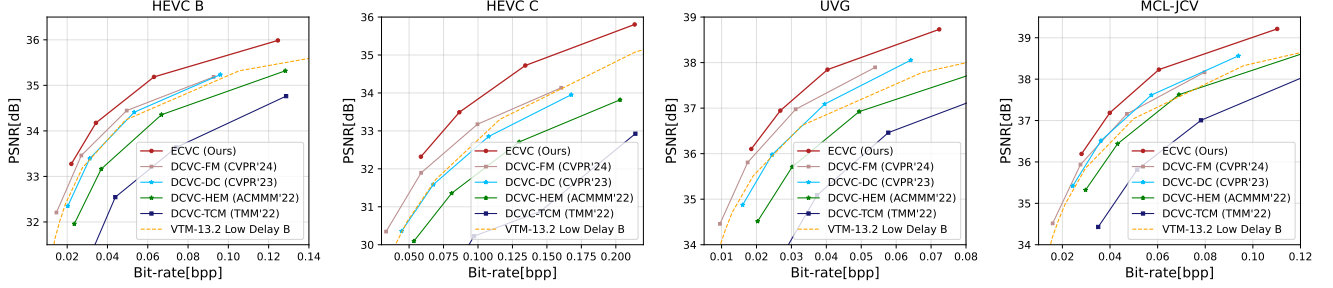 HEVC B
PSNR[dB]
36
35
34
33
32
0.02 0.04 0.06 0.08 0.10 0.12 0.14
Bit-rate[bpp]
ECVC (Ours)
DCVC-FM (CVPR'24)
DCVC-DC (CVPR'23)
DCVC-HEM (ACMMM'22)
DCVC-TCM (TMM'22)
VTM-13.2 Low Delay B
HEVC C
PSNR[dB]
36
35
34
33
32
31
30
0.050 0.075 0.100 0.125 0.150 0.175 0.200
Bit-rate[bpp]
ECVC (Ours)
DCVC-FM (CVPR'24)
DCVC-DC (CVPR'23)
DCVC-HEM (ACMMM'22)
DCVC-TCM (TMM'22)
VTM-13.2 Low Delay B
UVG
PSNR[dB]
39
38
37
36
35
34
0.01 0.02 0.03 0.04 0.05 0.06 0.07 0.08
Bit-rate[bpp]
ECVC (Ours)
DCVC-FM (CVPR'24)
DCVC-DC (CVPR'23)
DCVC-HEM (ACMMM'22)
DCVC-TCM (TMM'22)
VTM-13.2 Low Delay B
MCL-JCV
PSNR[dB]
39
38
37
36
35
34
0.02 0.04 0.06 0.08 0.10 0.12
Bit-rate[bpp]
ECVC (Ours)
DCVC-FM (CVPR'24)
DCVC-DC (CVPR'23)
DCVC-HEM (ACMMM'22)
DCVC-TCM (TMM'22)
VTM-13.2 Low Delay B